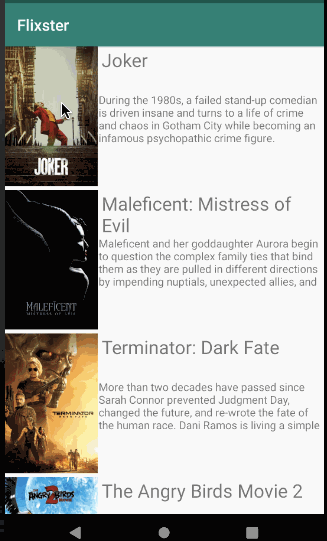 Flixster
Joker
During the 1980s, a failed stand-up comedian
is driven insane and turns to a life of crime
and chaos in Gotham City while becoming an
infamous psychopathic crime figure.
JOKER
Maleficent: Mistress of
Evil
Maleficent and her goddaughter Aurora begin
to question the complex family ties that bind
them as they are pulled in different directions
by impending nuptials, unexpected allies, and
MALEFICENT
MISTRESS OF EVIL
Terminator: Dark Fate
More than two decades have passed since
Sarah Connor prevented Judgment Day,
changed the future, and re-wrote the fate of
the human race. Dani Ramos is living a simple
TERMINATOR
The Angry Birds Movie 2
ANGRY BIRDS
2